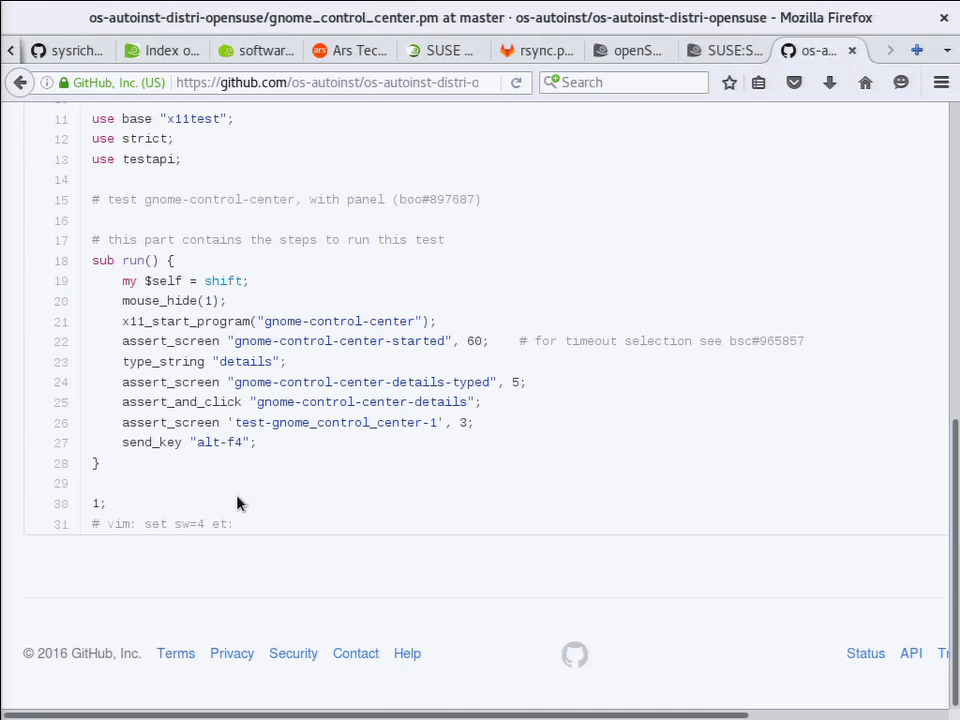 os-autoinst-distri-opensuse/gnome_control_center.pm at master · os-autoinst/os-autoinst-distri-opensuse - Mozilla Firefox
sysrich... Index o... softwar... Ars Tec... SUSE ... rsync.p... openS... SUSE:S... os-a...
GitHub, Inc. (US) https://github.com/os-autoinst/os-autoinst-distri-o Search
11 use base "x11test";
12 use strict;
13 use testapi;
14
15 # test gnome-control-center, with panel (boo#897687)
16
17 # this part contains the steps to run this test
18 sub run() {
19 my $self = shift;
20 mouse_hide(1);
21 x11_start_program("gnome-control-center");
22 assert_screen "gnome-control-center-started", 60; # for timeout selection see bsc#965857
23 type_string "details";
24 assert_screen "gnome-control-center-details-typed", 5;
25 assert_and_click "gnome-control-center-details";
26 assert_screen 'test-gnome_control_center-1', 3;
27 send_key "alt-f4";
28 }
29
30 1;
31 # vim: set sw=4 et:
© 2016 GitHub, Inc. Terms Privacy Security Contact Help Status API